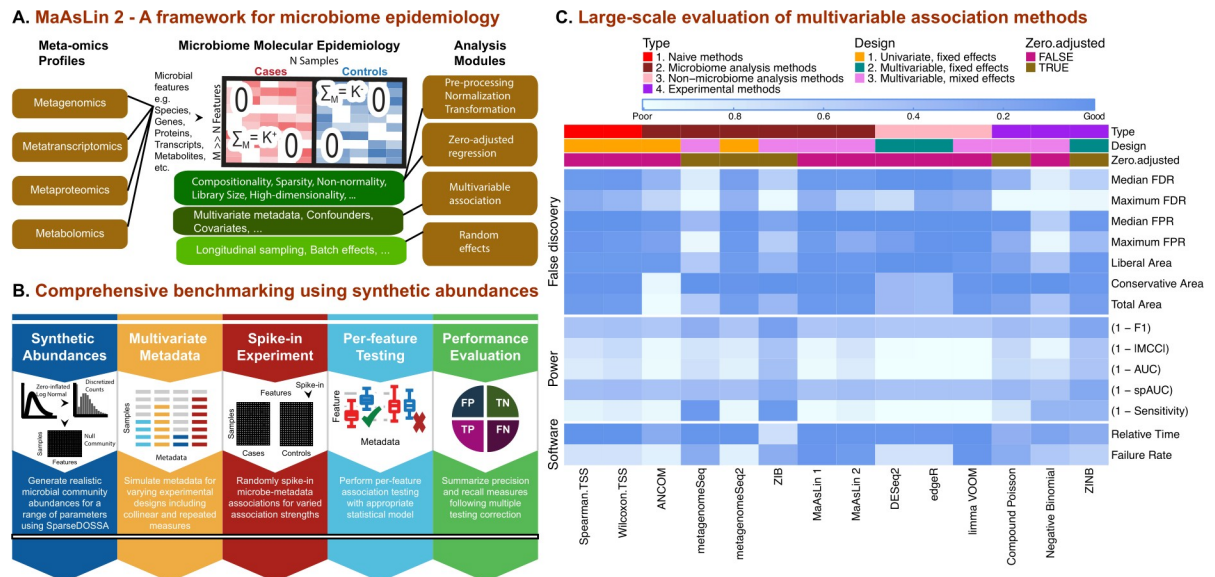 A. MaAsLin 2 - A framework for microbiome epidemiology
Meta-omics
Profiles
Metagenomics
Metatranscriptomics
Metaproteomics
Metabolomics
Microbial
features
e.g.
Species,
Genes,
Proteins,
Transcripts,
Metabolites,
etc.
Microbiome Molecular Epidemiology
N Samples
Cases
Controls
M >> N Features
0
∑M = K⁻
∑M = K⁺
0
0
0
Compositionality, Sparsity, Non-normality,
Library Size, High-dimensionality, ...
Multivariate metadata, Confounders,
Covariates, ...
Longitudinal sampling, Batch effects, ...
Analysis
Modules
Pre-processing
Normalization
Transformation
Zero-adjusted
regression
Multivariable
association
Random
effects
B. Comprehensive benchmarking using synthetic abundances
Synthetic
Abundances
Zero-inflated
Log Normal
Discretized
Counts
Samples
Features
Null
Community
Generate realistic
microbial community
abundances for a
range of parameters
using SparseDOSSA
Multivariate
Metadata
Samples
Metadata
Simulate metadata for
varying experimental
designs including
collinear and repeated
measures
Spike-in
Experiment
Spike-in
Features
Samples
Cases
Controls
Randomly spike-in
microbe-metadata
associations for varied
association strengths
Per-feature
Testing
Feature
Metadata
Perform per-feature
association testing
with appropriate
statistical model
Performance
Evaluation
FP
TN
TP
FN
Summarize precision
and recall measures
following multiple
testing correction
C. Large-scale evaluation of multivariable association methods
Type
1. Naive methods
2. Microbiome analysis methods
3. Non-microbiome analysis methods
4. Experimental methods
Design
1. Univariate, fixed effects
2. Multivariable, fixed effects
3. Multivariable, mixed effects
Zero.adjusted
FALSE
TRUE
Poor
0.8
0.6
0.4
0.2
Good
Type
Design
Zero.adjusted
False discovery
Median FDR
Maximum FDR
Median FPR
Maximum FPR
Liberal Area
Conservative Area
Total Area
Power
(1 − F1)
(1 − |MCC|)
(1 − AUC)
(1 − spAUC)
(1 − Sensitivity)
Software
Relative Time
Failure Rate
Spearman.TSS
Wilcoxon.TSS
ANCOM
metagenomeSeq
metagenomeSeq2
ZIB
MaAsLin 1
MaAsLin 2
DESeq2
edgeR
limma VOOM
Compound Poisson
Negative Binomial
ZINB